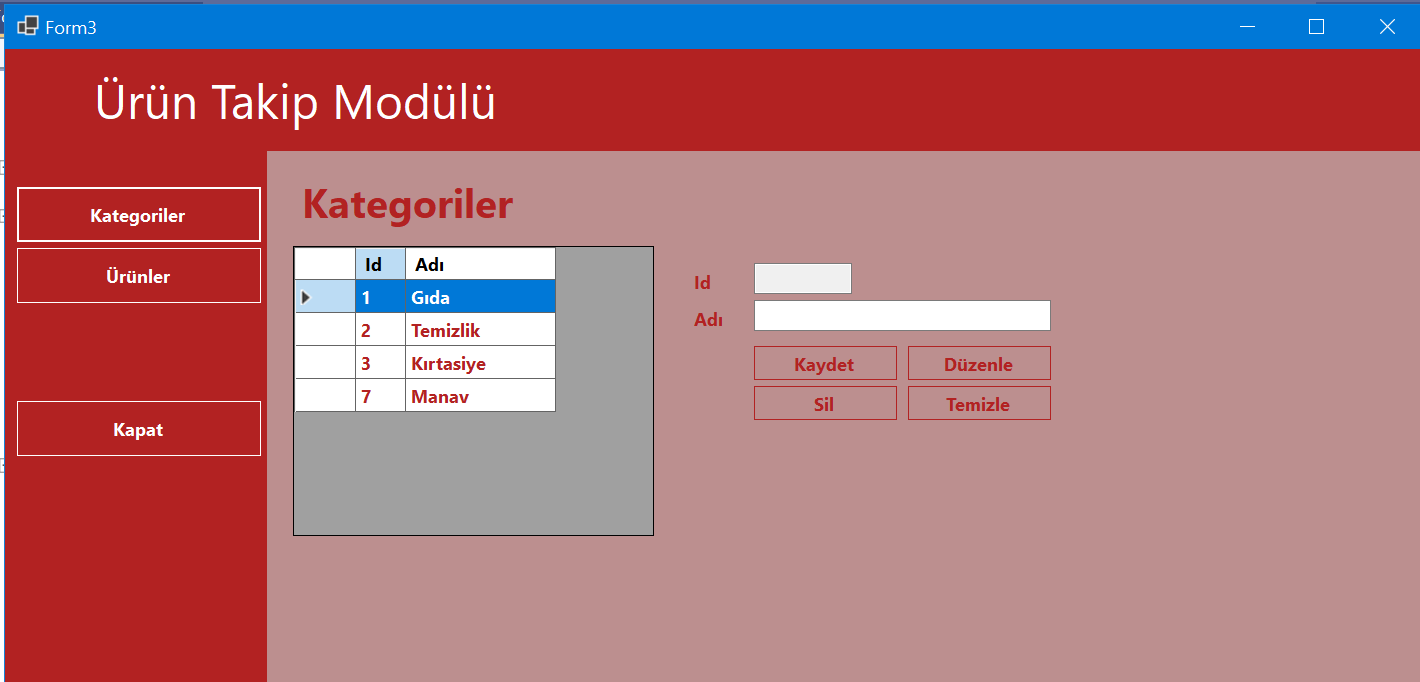 Form3
Ürün Takip Modülü
Kategoriler
Ürünler
Kapat
Kategoriler
Id Adı
1 Gıda
2 Temizlik
3 Kırtasiye
7 Manav
Id
Adı
Kaydet Düzenle
Sil Temizle